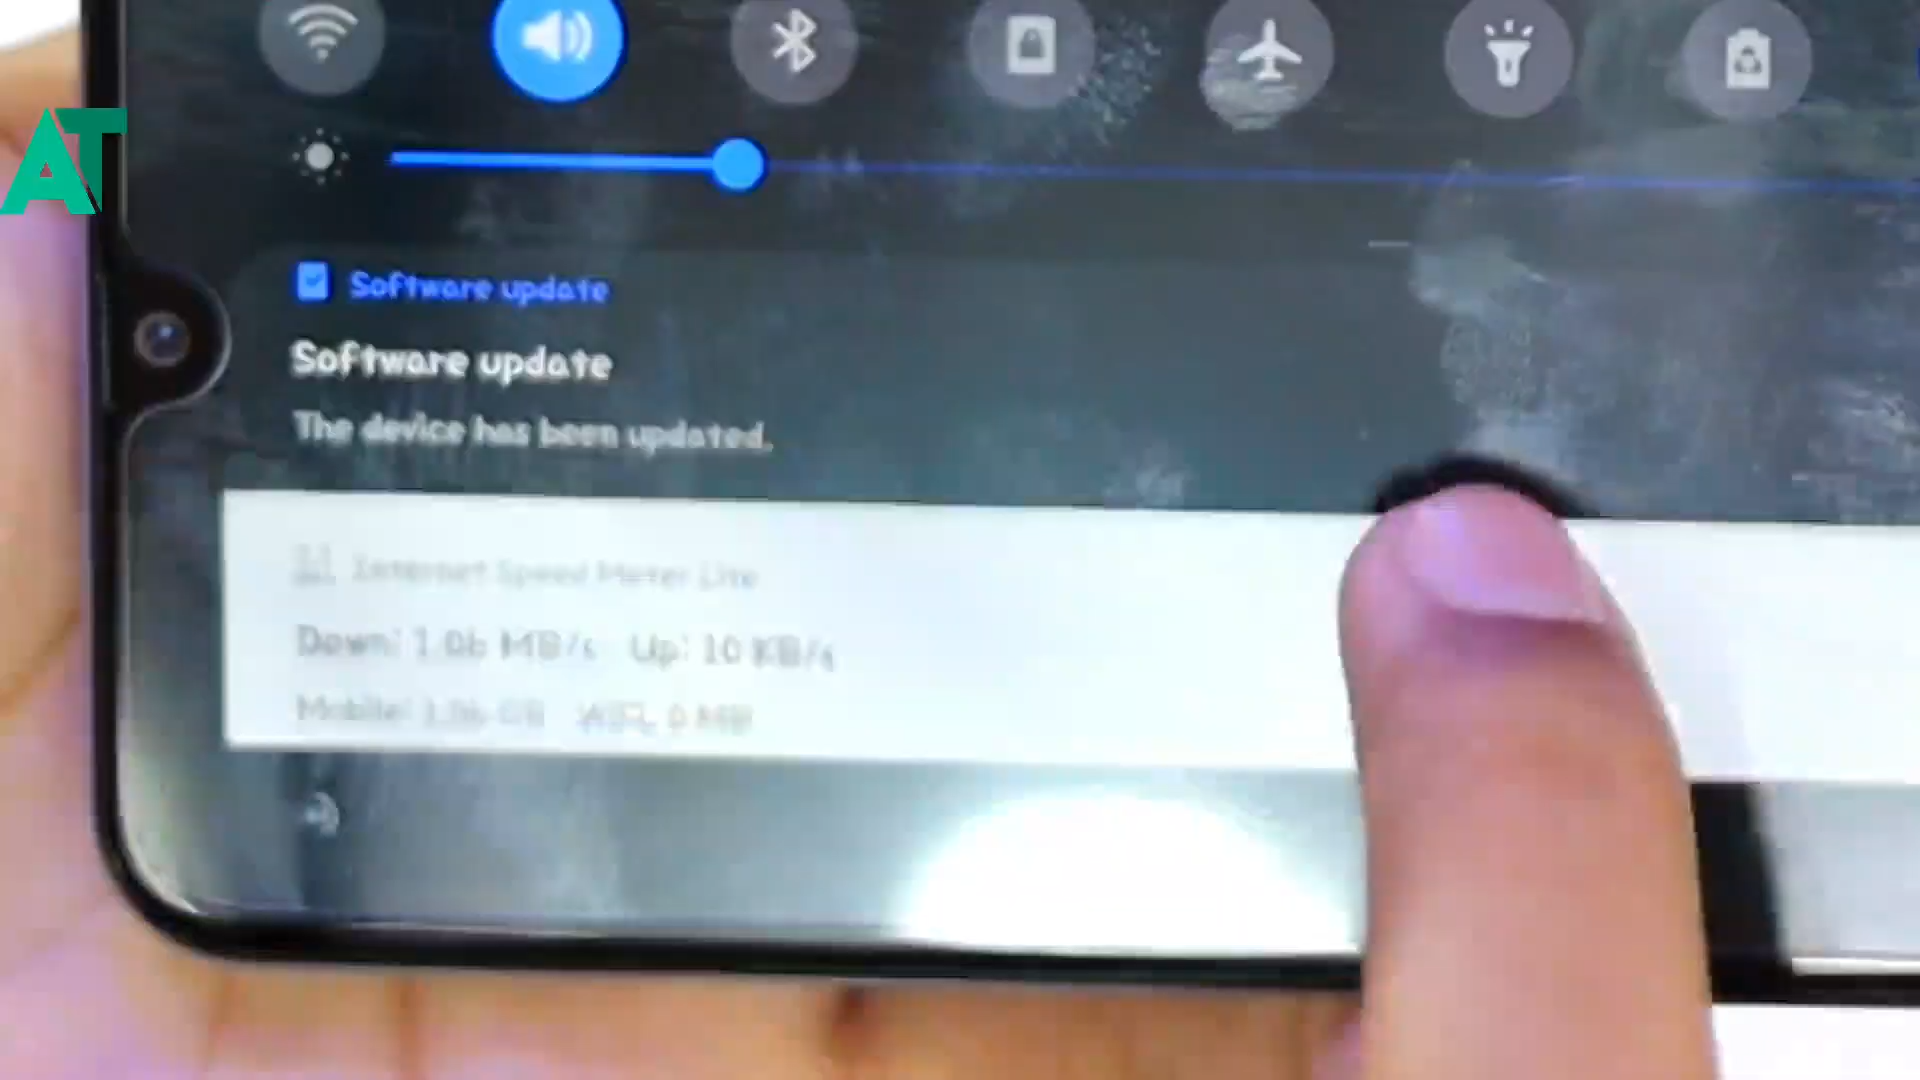 AT
Software update
Software update
The device has been updated.
Internet Speed Meter Lite
Down: 1.06 MB/s Up: 10 KB/s
Mobile: 1.06 GB WiFi: 0 MB